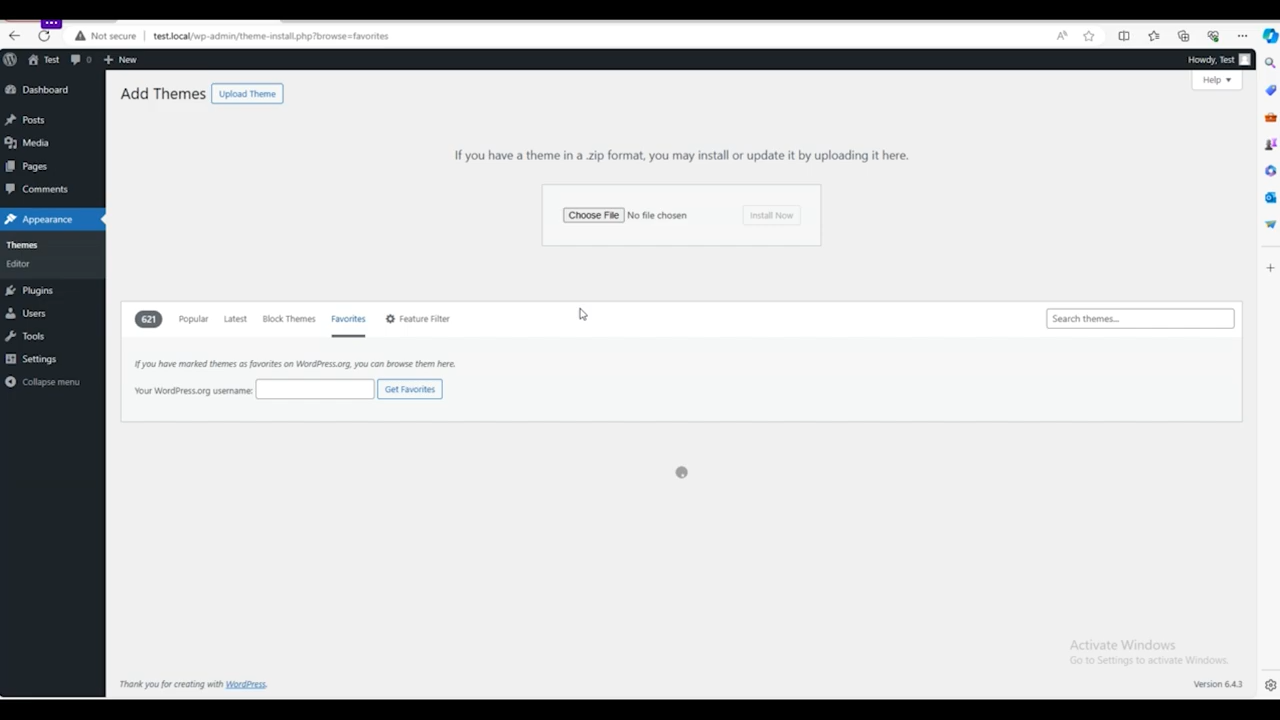 Not secure test.local/wp-admin/theme-install.php?browse=favorites
Test 0 New Howdy, Test
Help
Dashboard
Posts
Media
Pages
Comments
Appearance
Themes
Editor
Plugins
Users
Tools
Settings
Collapse menu
Add Themes Upload Theme
If you have a theme in a .zip format, you may install or update it by uploading it here.
Choose File No file chosen Install Now
621 Popular Latest Block Themes Favorites Feature Filter Search themes...
If you have marked themes as favorites on WordPress.org, you can browse them here.
Your WordPress.org username: Get Favorites
Activate Windows
Go to Settings to activate Windows.
Thank you for creating with WordPress. Version 6.4.3